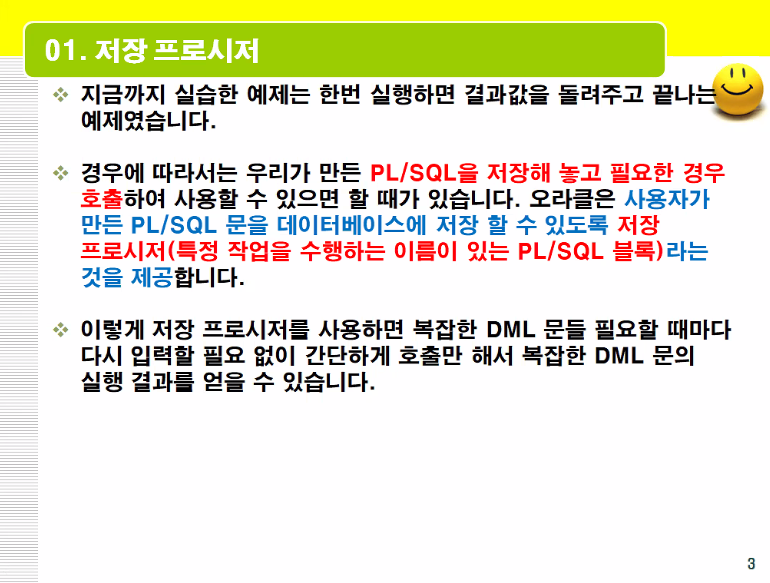 01. 저장 프로시저
❖ 지금까지 실습한 예제는 한번 실행하면 결과값을 돌려주고 끝나는
예제였습니다.
❖ 경우에 따라서는 우리가 만든 PL/SQL을 저장해 놓고 필요한 경우
호출하여 사용할 수 있으면 할 때가 있습니다. 오라클은 사용자가
만든 PL/SQL 문을 데이터베이스에 저장 할 수 있도록 저장
프로시저(특정 작업을 수행하는 이름이 있는 PL/SQL 블록)라는
것을 제공합니다.
❖ 이렇게 저장 프로시저를 사용하면 복잡한 DML 문들 필요할 때마다
다시 입력할 필요 없이 간단하게 호출만 해서 복잡한 DML 문의
실행 결과를 얻을 수 있습니다.
3